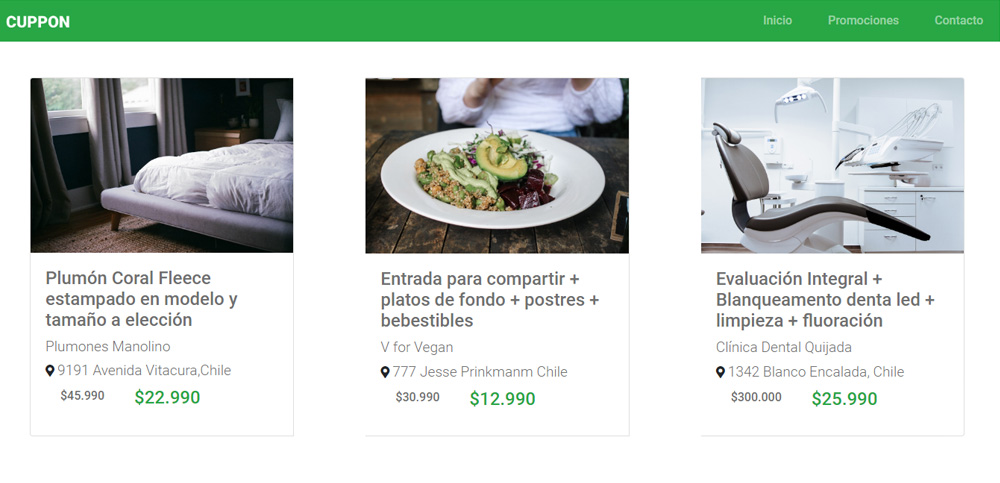 CUPPON
Inicio Promociones Contacto
Plumón Coral Fleece
estampado en modelo y
tamaño a elección
Plumones Manolino
9191 Avenida Vitacura,Chile
$45.990 $22.990
Entrada para compartir +
platos de fondo + postres +
bebestibles
V for Vegan
777 Jesse Prinkmanm Chile
$30.990 $12.990
Evaluación Integral +
Blanqueamento denta led +
limpieza + fluoración
Clínica Dental Quijada
1342 Blanco Encalada, Chile
$300.000 $25.990